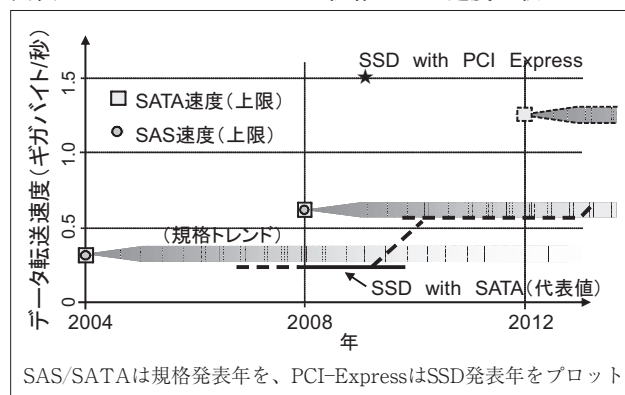 SSD with PCI Express
1.5
SATA速度(上限)
SAS速度(上限)
1.0
0.5
(規格トレンド)
SSD with SATA(代表値)
0
2004
2008
2012
年
データ転送速度(ギガバイト/秒)
SAS/SATAは規格発表年を、PCI-ExpressはSSD発表年をプロット